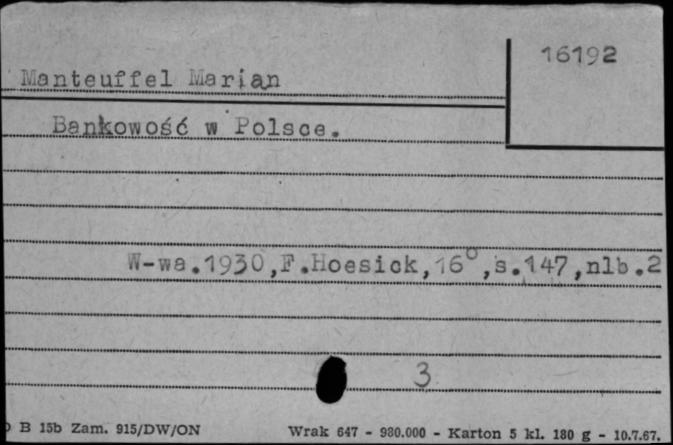 16192
Manteuffel Marian
Bankowość w Polsce.
W-wa.1930,F.Hoesick,16°,s.147,nlb.2
3
B 15b Zam. 915/DW/ON Wrak 647 - 980.000 - Karton 5 kl. 180 g - 10.7.67.